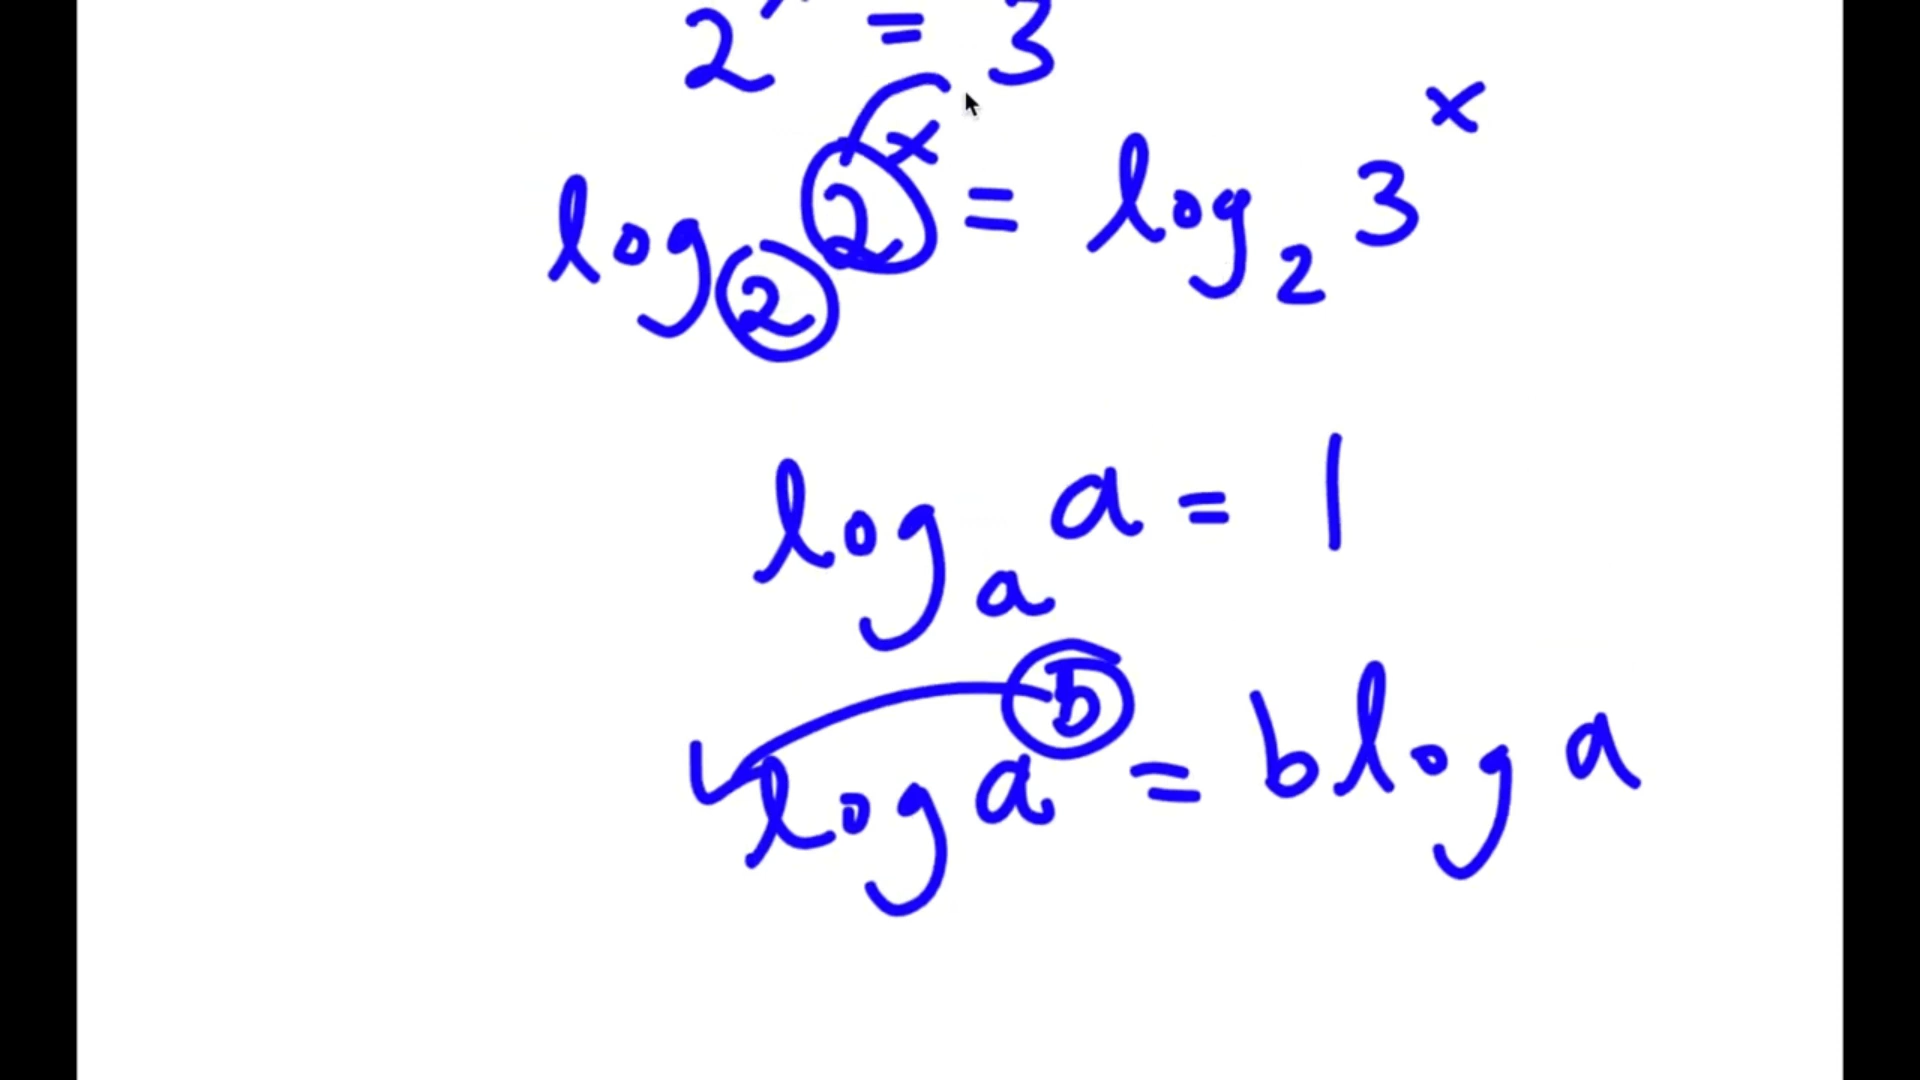 2^x = 3
log_2 2^x = log_2 3^x
log_a a = 1
log a^b = b log a